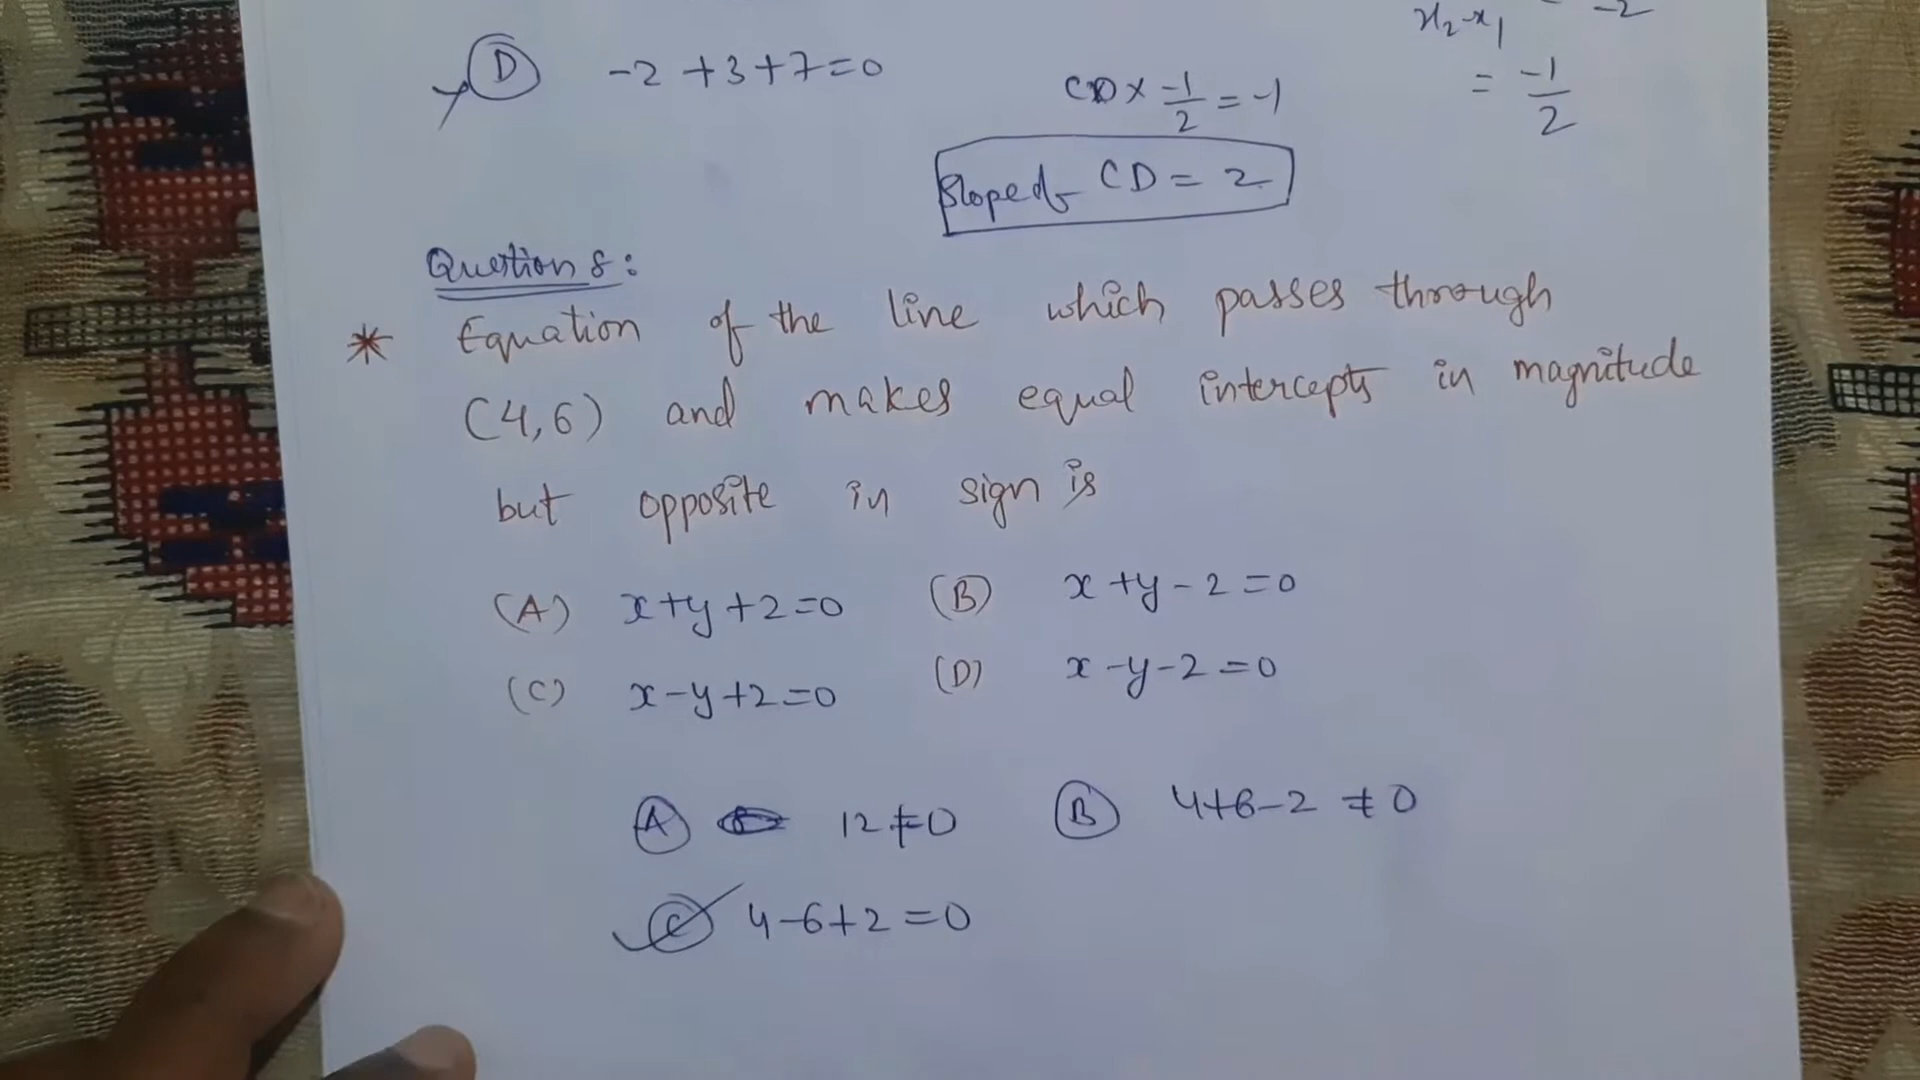 x₂-x₁ -2
(D) -2+3+7=0
CD × -1/2 = -1
= -1/2
Slope of CD = 2
Question 8:
* Equation of the line which passes through
(4,6) and makes equal intercepts in magnitude
but opposite in sign is
(A) x+y+2=0 (B) x+y-2=0
(C) x-y+2=0 (D) x-y-2=0
(A) 12≠0 (B) 4+6-2≠0
(C) 4-6+2=0